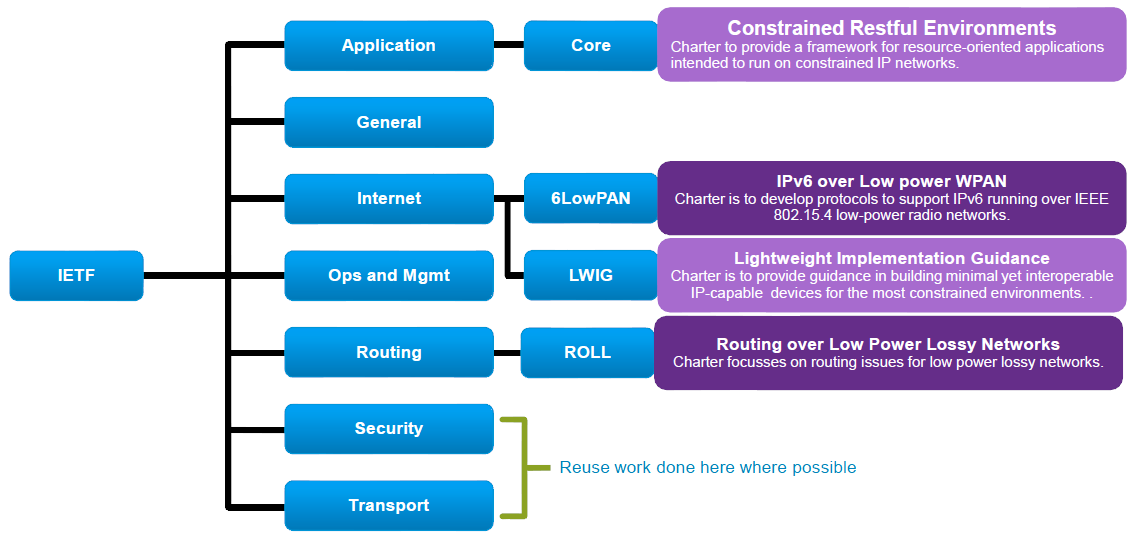 Application
Core
Constrained Restful Environments
Charter to provide a framework for resource-oriented applications
intended to run on constrained IP networks.
General
Internet
6LowPAN
IPv6 over Low power WPAN
Charter is to develop protocols to support IPv6 running over IEEE
802.15.4 low-power radio networks.
IETF
Ops and Mgmt
LWIG
Lightweight Implementation Guidance
Charter is to provide guidance in building minimal yet interoperable
IP-capable  devices for the most constrained environments. .
Routing
ROLL
Routing over Low Power Lossy Networks
Charter focusses on routing issues for low power lossy networks.
Security
Reuse work done here where possible
Transport